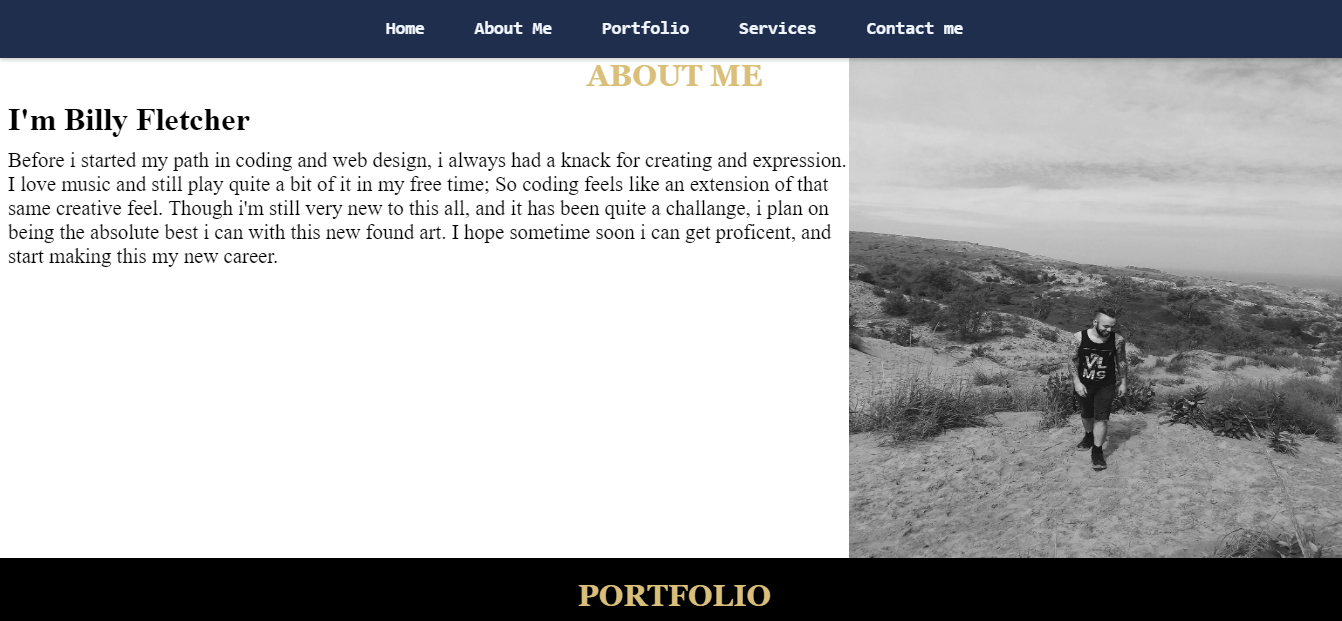 Home About Me Portfolio Services Contact me
ABOUT ME
I'm Billy Fletcher
Before i started my path in coding and web design, i always had a knack for creating and expression.
I love music and still play quite a bit of it in my free time; So coding feels like an extension of that
same creative feel. Though i'm still very new to this all, and it has been quite a challange, i plan on
being the absolute best i can with this new found art. I hope sometime soon i can get proficent, and
start making this my new career.
VL
MS
PORTFOLIO